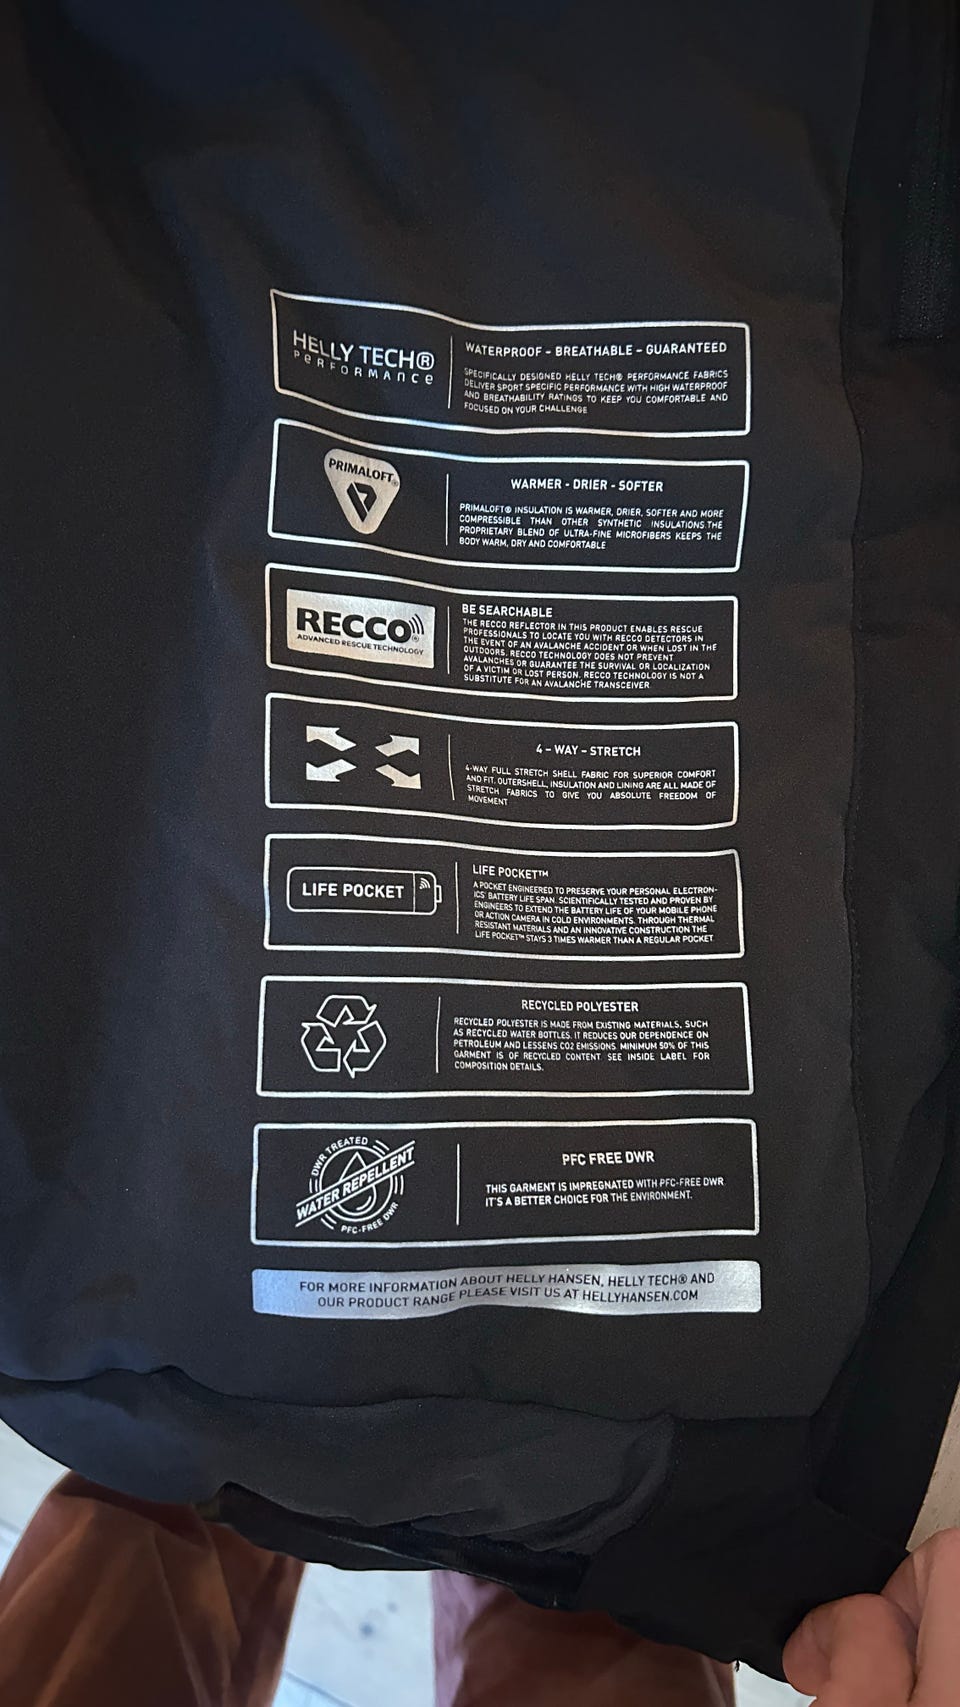 HELLY TECH®
PERFORMANCE
WATERPROOF – BREATHABLE – GUARANTEED
SPECIFICALLY DESIGNED HELLY TECH® PERFORMANCE FABRICS
DELIVER SPORT SPECIFIC PERFORMANCE WITH HIGH WATERPROOF
AND BREATHABILITY RATINGS TO KEEP YOU COMFORTABLE AND
FOCUSED ON YOUR CHALLENGE
PRIMALOFT®
WARMER - DRIER - SOFTER
PRIMALOFT® INSULATION IS WARMER, DRIER, SOFTER AND MORE
COMPRESSIBLE THAN OTHER SYNTHETIC INSULATIONS.THE
PROPRIETARY BLEND OF ULTRA-FINE MICROFIBERS KEEPS THE
BODY WARM, DRY AND COMFORTABLE
RECCO®
ADVANCED RESCUE TECHNOLOGY
BE SEARCHABLE
THE RECCO REFLECTOR IN THIS PRODUCT ENABLES RESCUE
PROFESSIONALS TO LOCATE YOU WITH RECCO DETECTORS IN
THE EVENT OF AN AVALANCHE ACCIDENT OR WHEN LOST IN THE
OUTDOORS. RECCO TECHNOLOGY DOES NOT PREVENT
AVALANCHES OR GUARANTEE THE SURVIVAL OR LOCALIZATION
OF A VICTIM OR LOST PERSON. RECCO TECHNOLOGY IS NOT A
SUBSTITUTE FOR AN AVALANCHE TRANSCEIVER.
4 – WAY – STRETCH
4-WAY FULL STRETCH SHELL FABRIC FOR SUPERIOR COMFORT
AND FIT. OUTERSHELL, INSULATION AND LINING ARE ALL MADE OF
STRETCH FABRICS TO GIVE YOU ABSOLUTE FREEDOM OF
MOVEMENT
LIFE POCKET
LIFE POCKET™
A POCKET ENGINEERED TO PRESERVE YOUR PERSONAL ELECTRON-
ICS' BATTERY LIFE SPAN. SCIENTIFICALLY TESTED AND PROVEN BY
ENGINEERS TO EXTEND THE BATTERY LIFE OF YOUR MOBILE PHONE
OR ACTION CAMERA IN COLD ENVIRONMENTS. THROUGH THERMAL
RESISTANT MATERIALS AND AN INNOVATIVE CONSTRUCTION THE
LIFE POCKET™ STAYS 3 TIMES WARMER THAN A REGULAR POCKET
RECYCLED POLYESTER
RECYCLED POLYESTER IS MADE FROM EXISTING MATERIALS, SUCH
AS RECYCLED WATER BOTTLES. IT REDUCES OUR DEPENDENCE ON
PETROLEUM AND LESSENS CO2 EMISSIONS. MINIMUM 50% OF THIS
GARMENT IS OF RECYCLED CONTENT. SEE INSIDE LABEL FOR
COMPOSITION DETAILS.
DWR TREATED
WATER REPELLENT
PFC-FREE DWR
PFC FREE DWR
THIS GARMENT IS IMPREGNATED WITH PFC-FREE DWR.
IT'S A BETTER CHOICE FOR THE ENVIRONMENT.
FOR MORE INFORMATION ABOUT HELLY HANSEN, HELLY TECH® AND
OUR PRODUCT RANGE PLEASE VISIT US AT HELLYHANSEN.COM